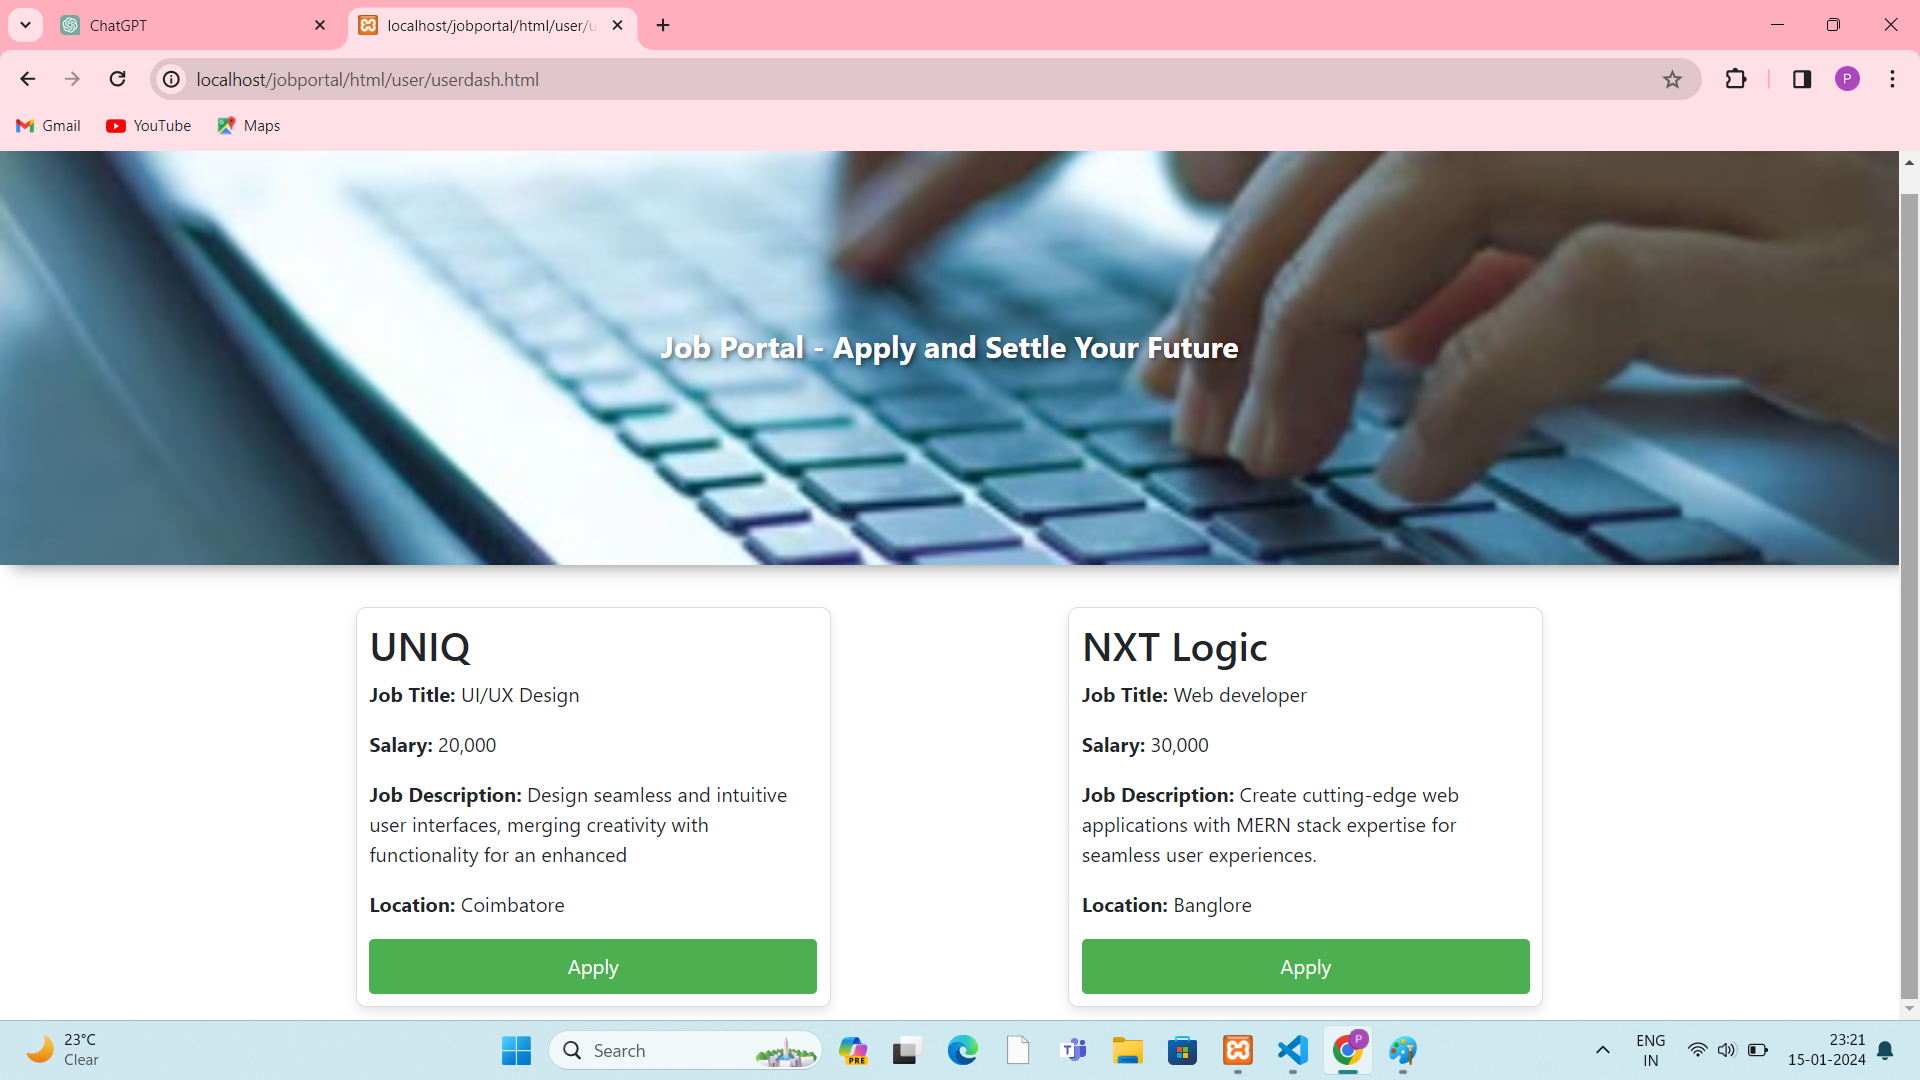 ChatGPT
localhost/jobportal/html/user/u
localhost/jobportal/html/user/userdash.html
P
Gmail
YouTube
Maps
Job Portal - Apply and Settle Your Future
UNIQ
Job Title: UI/UX Design
Salary: 20,000
Job Description: Design seamless and intuitive
user interfaces, merging creativity with
functionality for an enhanced
Location: Coimbatore
Apply
NXT Logic
Job Title: Web developer
Salary: 30,000
Job Description: Create cutting-edge web
applications with MERN stack expertise for
seamless user experiences.
Location: Banglore
Apply
23°C
Clear
Search
PRE
P
ENG
IN
23:21
15-01-2024